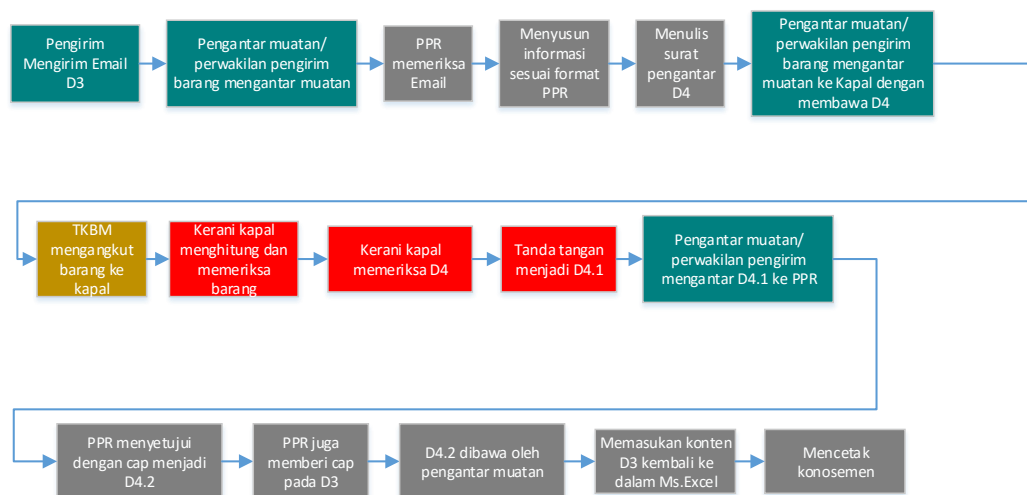 Pengirim
Mengirim Email
D3
Pengantar muatan/
perwakilan pengirim
barang mengantar muatan
PPR
memeriksa
Email
Menyusun
informasi
sesuai format
PPR
Menulis
surat
pengantar
D4
Pengantar muatan/
perwakilan pengirim
barang mengantar
muatan ke Kapal dengan
membawa D4
TKBM
mengangkut
barang ke
kapal
Kerani kapal
menghitung dan
memeriksa
barang
Kerani kapal
memeriksa D4
Tanda tangan
menjadi D4.1
Pengantar muatan/
perwakilan pengirim
mengantar D4.1 ke PPR
PPR menyetujui
dengan cap menjadi
D4.2
PPR juga
memberi cap
pada D3
D4.2 dibawa oleh
pengantar muatan
Memasukan konten
D3 kembali ke
dalam Ms.Excel
Mencetak
konosemen